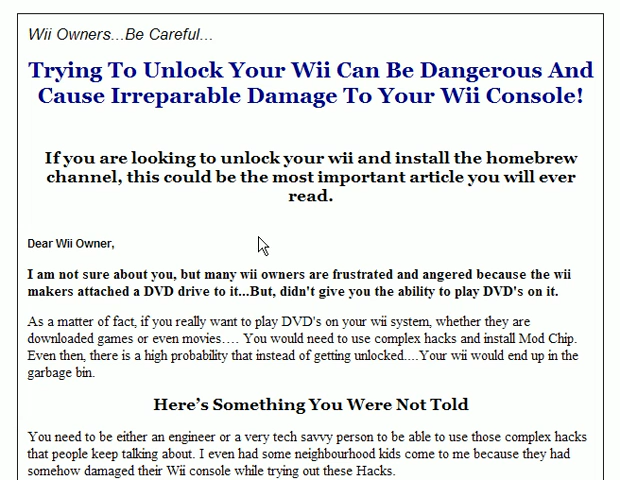 Wii Owners...Be Careful...
Trying To Unlock Your Wii Can Be Dangerous And
Cause Irreparable Damage To Your Wii Console!
If you are looking to unlock your wii and install the homebrew
channel, this could be the most important article you will ever
read.
Dear Wii Owner,
I am not sure about you, but many wii owners are frustrated and angered because the wii
makers attached a DVD drive to it...But, didn't give you the ability to play DVD's on it.
As a matter of fact, if you really want to play DVD's on your wii system, whether they are
downloaded games or even movies…. You would need to use complex hacks and install Mod Chip.
Even then, there is a high probability that instead of getting unlocked....Your wii would end up in the
garbage bin.
Here's Something You Were Not Told
You need to be either an engineer or a very tech savvy person to be able to use those complex hacks
that people keep talking about. I even had some neighbourhood kids come to me because they had
somehow damaged their Wii console while trying out these Hacks.